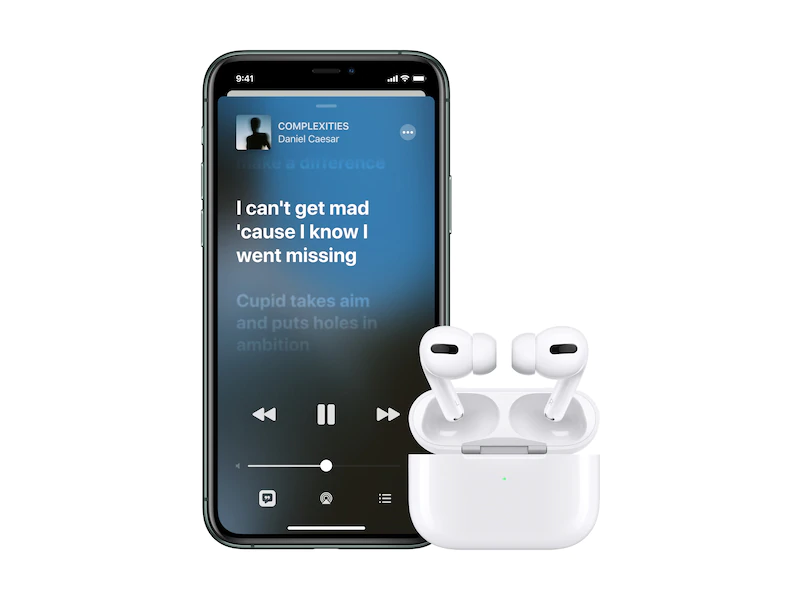 9:41
COMPLEXITIES
Daniel Caesar
make a difference
I can't get mad
'cause I know I
went missing
Cupid takes aim
and puts holes in
ambition